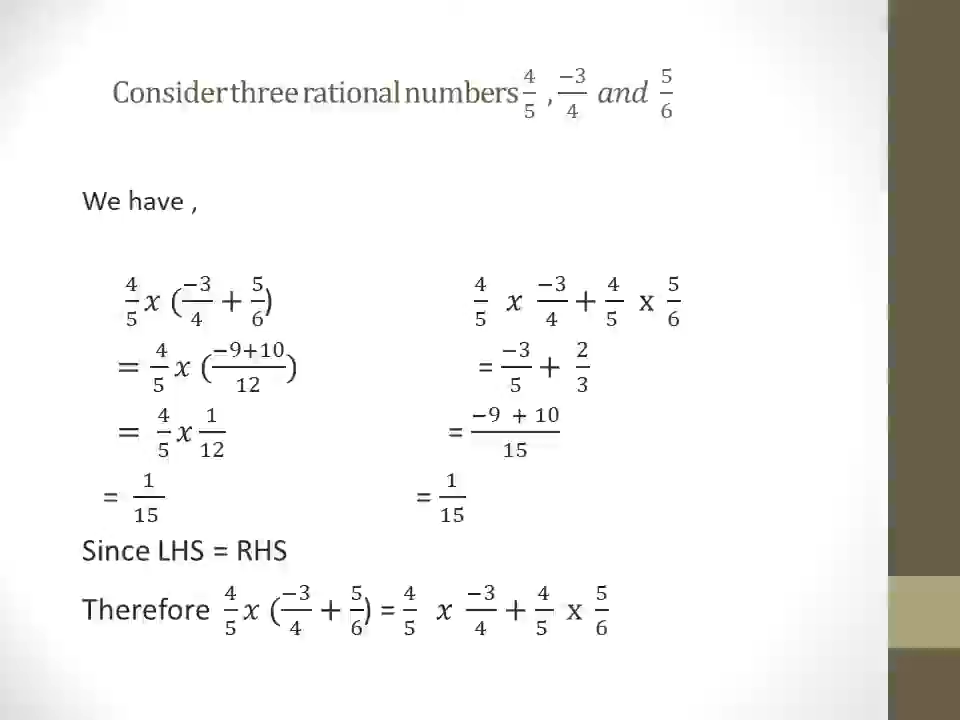 Consider three rational numbers 4/5 , -3/4 and 5/6
We have ,
4/5 x (-3/4 + 5/6)
= 4/5 x (-9+10/12)
= 4/5 x 1/12
= 1/15
4/5 x -3/4 + 4/5 x 5/6
= -3/5 + 2/3
= -9 + 10/15
= 1/15
Since LHS = RHS
Therefore 4/5 x (-3/4 + 5/6) = 4/5 x -3/4 + 4/5 x 5/6